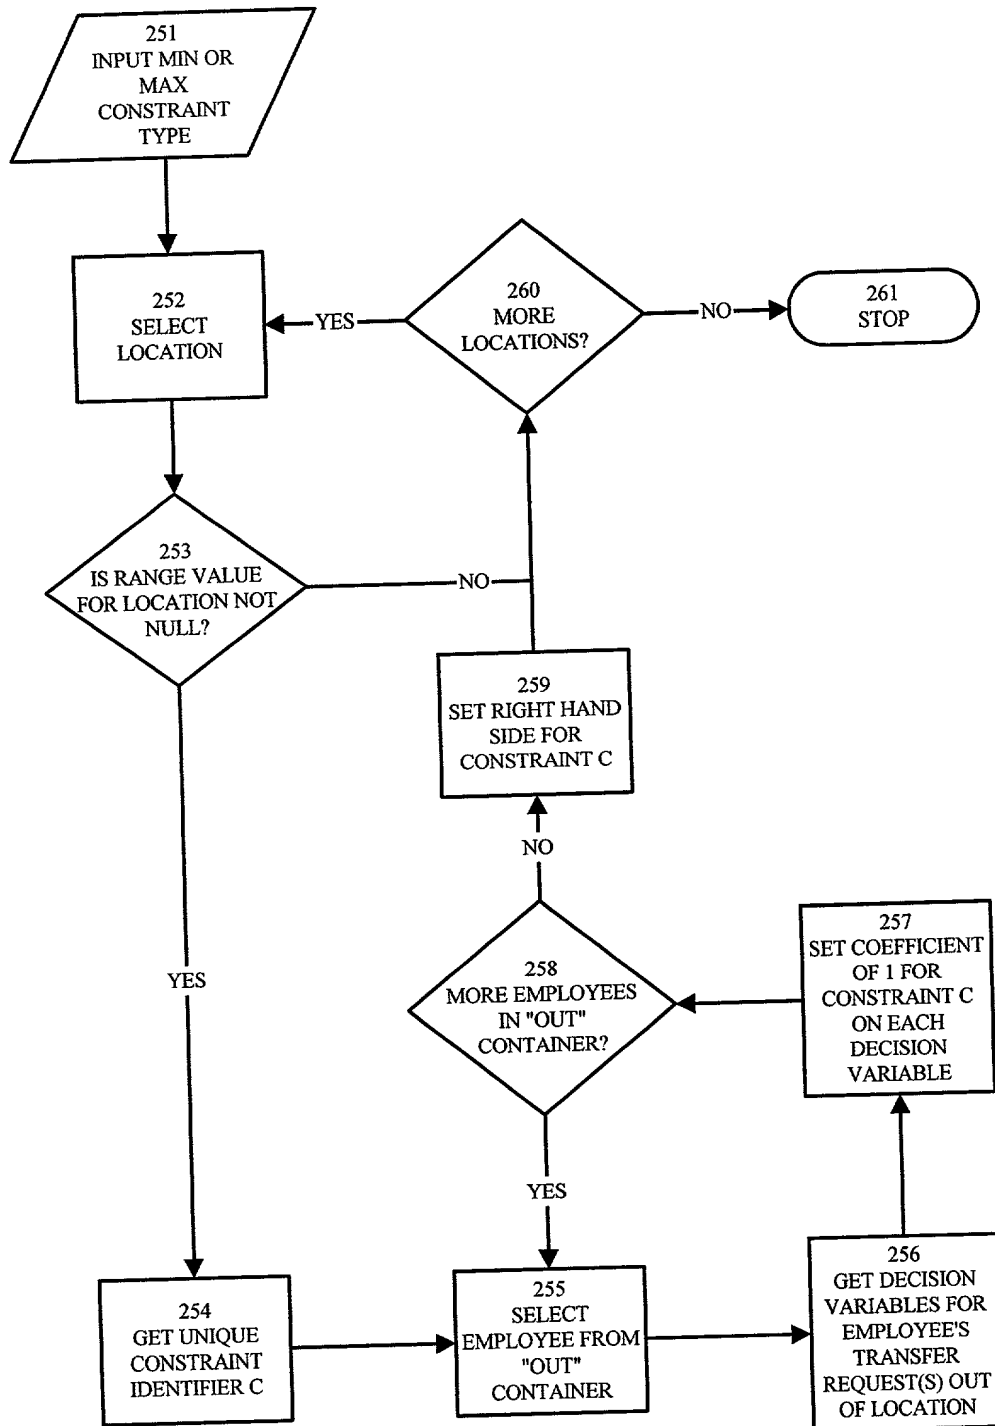 251
INPUT MIN OR
MAX
CONSTRAINT
TYPE
252
SELECT
LOCATION
YES
260
MORE
LOCATIONS?
NO
261
STOP
253
IS RANGE VALUE
FOR LOCATION NOT
NULL?
NO
259
SET RIGHT HAND
SIDE FOR
CONSTRAINT C
NO
YES
258
MORE EMPLOYEES
IN "OUT"
CONTAINER?
257
SET COEFFICIENT
OF 1 FOR
CONSTRAINT C
ON EACH
DECISION
VARIABLE
YES
254
GET UNIQUE
CONSTRAINT
IDENTIFIER C
255
SELECT
EMPLOYEE FROM
"OUT"
CONTAINER
256
GET DECISION
VARIABLES FOR
EMPLOYEE'S
TRANSFER
REQUEST(S) OUT
OF LOCATION